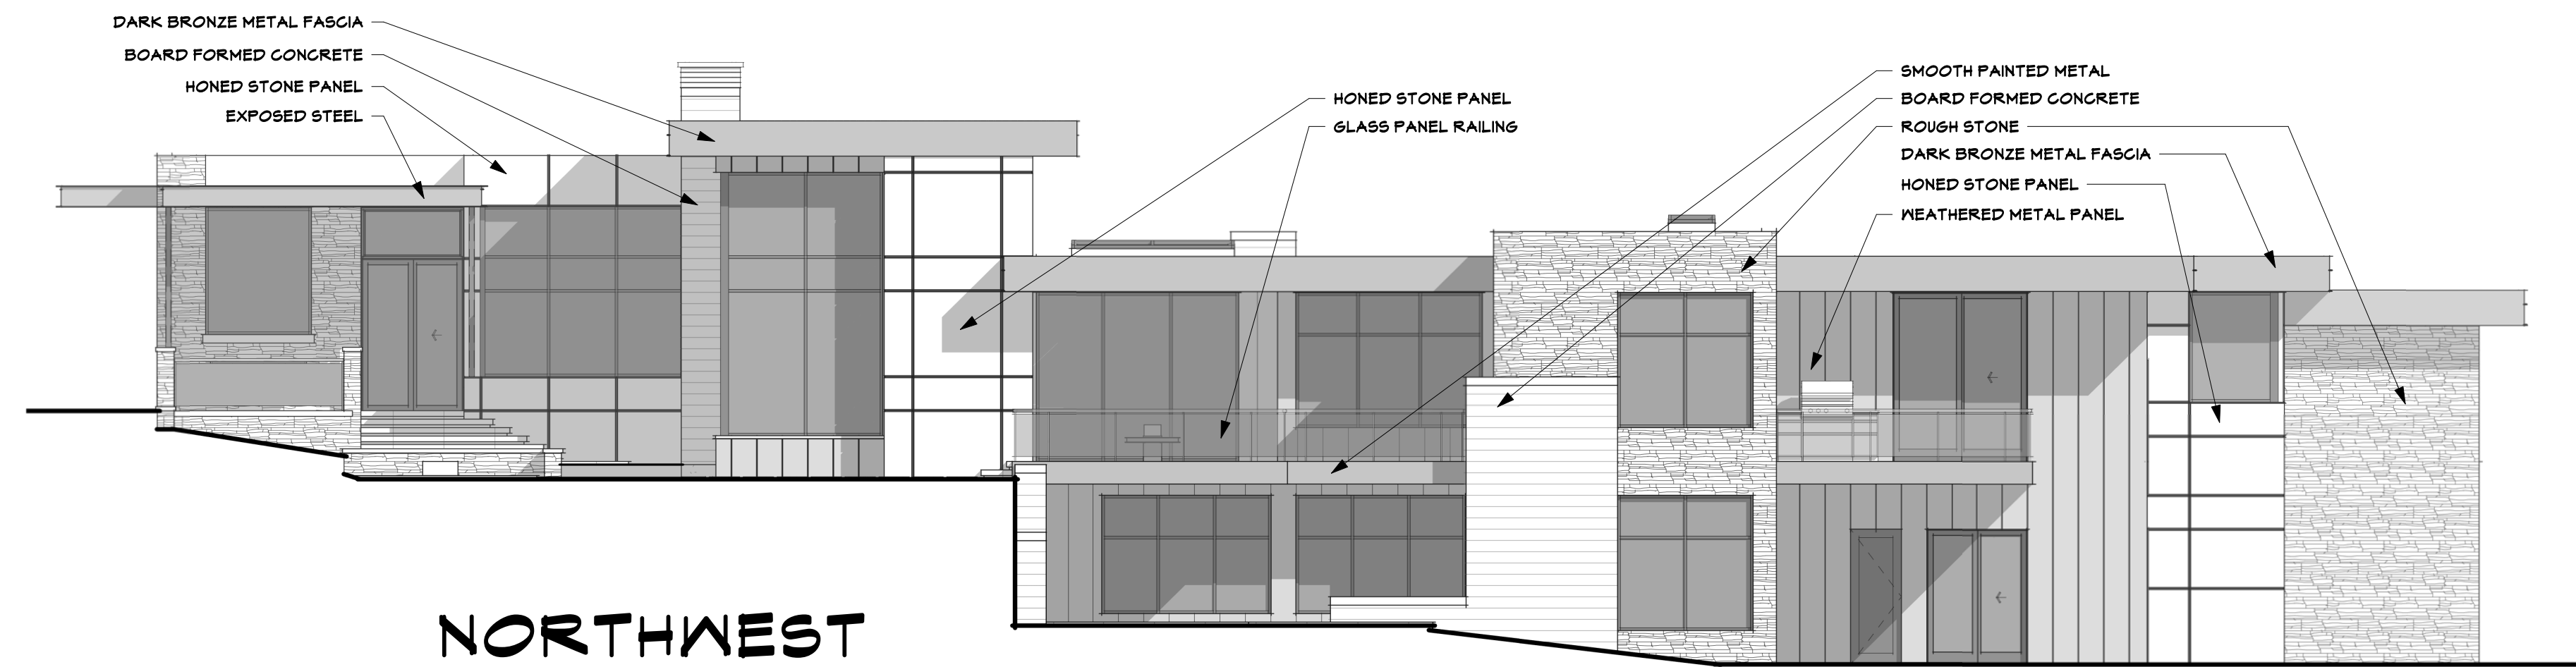 DARK BRONZE METAL FASCIA
BOARD FORMED CONCRETE
HONED STONE PANEL
EXPOSED STEEL
HONED STONE PANEL
GLASS PANEL RAILING
SMOOTH PAINTED METAL
BOARD FORMED CONCRETE
ROUGH STONE
DARK BRONZE METAL FASCIA
HONED STONE PANEL
WEATHERED METAL PANEL
NORTHWEST